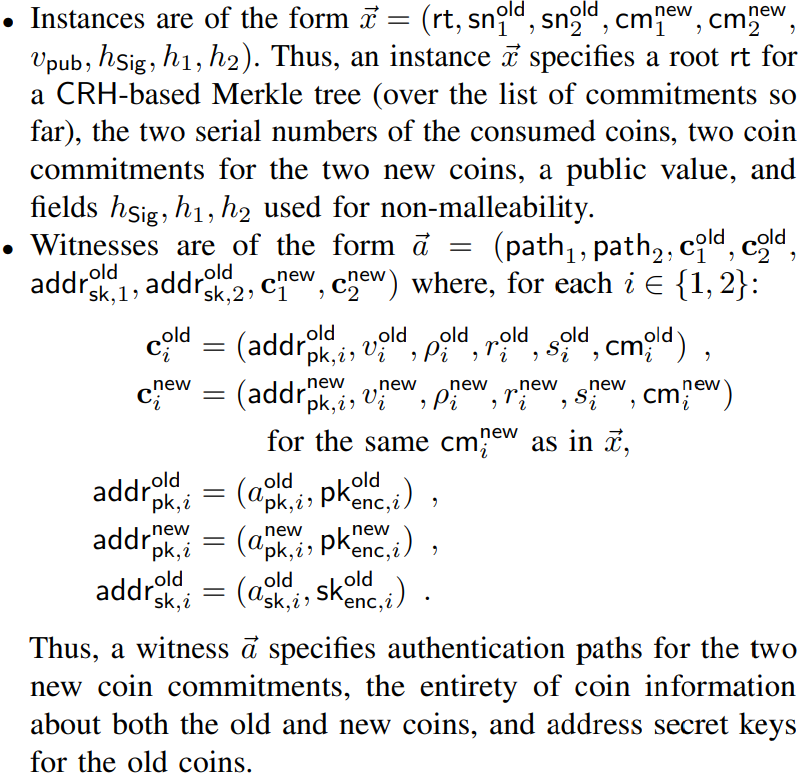 • Instances are of the form $\vec{x} = (\mathsf{rt}, \mathsf{sn}_1^{\mathsf{old}}, \mathsf{sn}_2^{\mathsf{old}}, \mathsf{cm}_1^{\mathsf{new}}, \mathsf{cm}_2^{\mathsf{new}},$
$v_{\mathsf{pub}}, h_{\mathsf{Sig}}, h_1, h_2)$. Thus, an instance $\vec{x}$ specifies a root $\mathsf{rt}$ for
a CRH-based Merkle tree (over the list of commitments so
far), the two serial numbers of the consumed coins, two coin
commitments for the two new coins, a public value, and
fields $h_{\mathsf{Sig}}, h_1, h_2$ used for non-malleability.
• Witnesses are of the form $\vec{a} = (\mathsf{path}_1, \mathsf{path}_2, \mathbf{c}_1^{\mathsf{old}}, \mathbf{c}_2^{\mathsf{old}},$
$\mathsf{addr}_{\mathsf{sk},1}^{\mathsf{old}}, \mathsf{addr}_{\mathsf{sk},2}^{\mathsf{old}}, \mathbf{c}_1^{\mathsf{new}}, \mathbf{c}_2^{\mathsf{new}})$ where, for each $i \in \{1, 2\}$:
$\mathbf{c}_i^{\mathsf{old}} = (\mathsf{addr}_{\mathsf{pk},i}^{\mathsf{old}}, v_i^{\mathsf{old}}, \rho_i^{\mathsf{old}}, r_i^{\mathsf{old}}, s_i^{\mathsf{old}}, \mathsf{cm}_i^{\mathsf{old}})$ ,
$\mathbf{c}_i^{\mathsf{new}} = (\mathsf{addr}_{\mathsf{pk},i}^{\mathsf{new}}, v_i^{\mathsf{new}}, \rho_i^{\mathsf{new}}, r_i^{\mathsf{new}}, s_i^{\mathsf{new}}, \mathsf{cm}_i^{\mathsf{new}})$
for the same $\mathsf{cm}_i^{\mathsf{new}}$ as in $\vec{x}$,
$\mathsf{addr}_{\mathsf{pk},i}^{\mathsf{old}} = (a_{\mathsf{pk},i}^{\mathsf{old}}, \mathsf{pk}_{\mathsf{enc},i}^{\mathsf{old}})$ ,
$\mathsf{addr}_{\mathsf{pk},i}^{\mathsf{new}} = (a_{\mathsf{pk},i}^{\mathsf{new}}, \mathsf{pk}_{\mathsf{enc},i}^{\mathsf{new}})$ ,
$\mathsf{addr}_{\mathsf{sk},i}^{\mathsf{old}} = (a_{\mathsf{sk},i}^{\mathsf{old}}, \mathsf{sk}_{\mathsf{enc},i}^{\mathsf{old}})$ .
Thus, a witness $\vec{a}$ specifies authentication paths for the two
new coin commitments, the entirety of coin information
about both the old and new coins, and address secret keys
for the old coins.